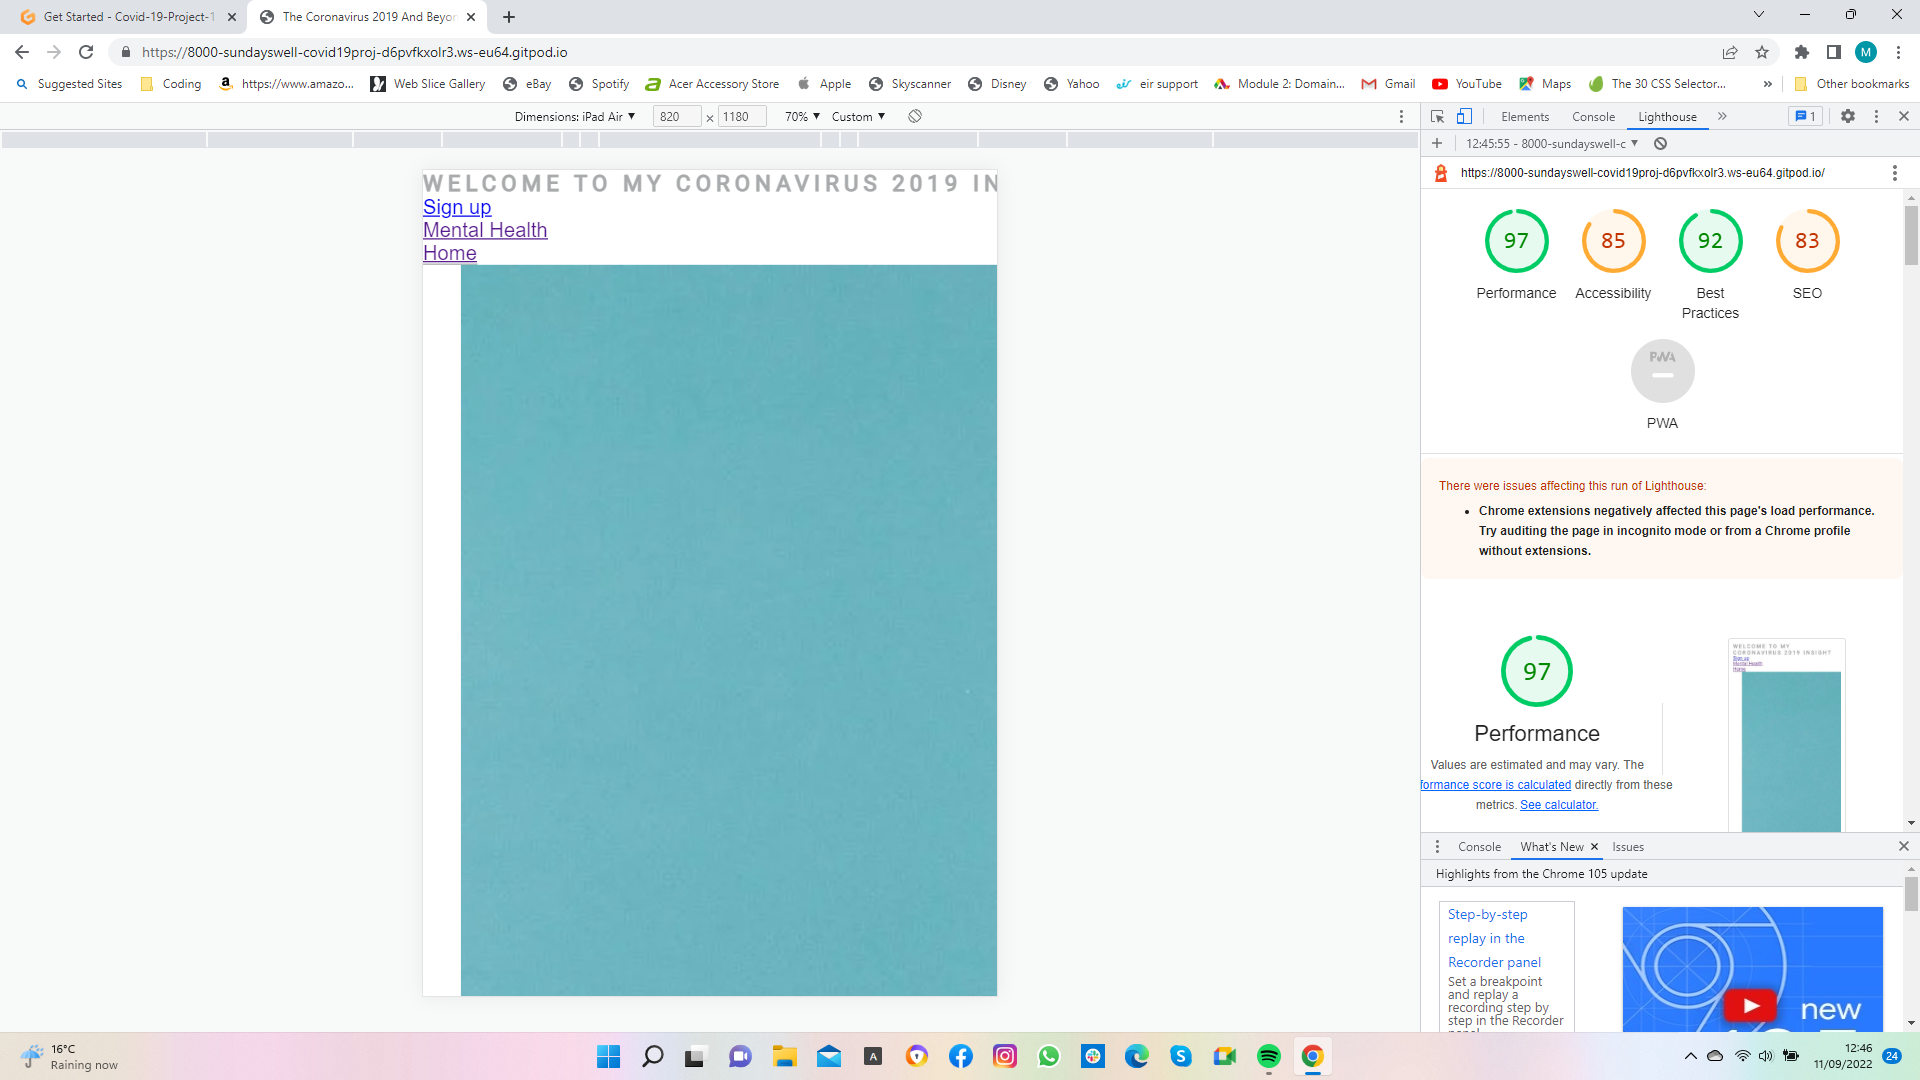 Get Started - Covid-19-Project-1
The Coronavirus 2019 And Beyon
https://8000-sundayswell-covid19proj-d6pvfkxolr3.ws-eu64.gitpod.io
M
Suggested Sites
Coding
https://www.amazo...
Web Slice Gallery
eBay
Spotify
Acer Accessory Store
Apple
Skyscanner
Disney
Yahoo
eir support
Module 2: Domain...
Gmail
YouTube
Maps
The 30 CSS Selector...
»
Other bookmarks
Dimensions: iPad Air ▼ 820 × 1180 70% ▼ Custom ▼
Elements Console Lighthouse » 1
12:45:55 - 8000-sundayswell-c ▼
https://8000-sundayswell-covid19proj-d6pvfkxolr3.ws-eu64.gitpod.io/
WELCOME TO MY CORONAVIRUS 2019 IN
Sign up
Mental Health
Home
97 85 92 83
Performance Accessibility Best Practices SEO
PWA
PWA
There were issues affecting this run of Lighthouse:
• Chrome extensions negatively affected this page's load performance.
Try auditing the page in incognito mode or from a Chrome profile
without extensions.
97
Performance
Values are estimated and may vary. The
formance score is calculated directly from these
metrics. See calculator.
WELCOME TO MY
CORONAVIRUS 2019 INSIGHT
Sign up
Mental Health
Home
Console What's New Issues
Highlights from the Chrome 105 update
Step-by-step
replay in the
Recorder panel
Set a breakpoint
and replay a
recording step by
step in the Recorder
new
16°C
Raining now
A
12:46
11/09/2022
24